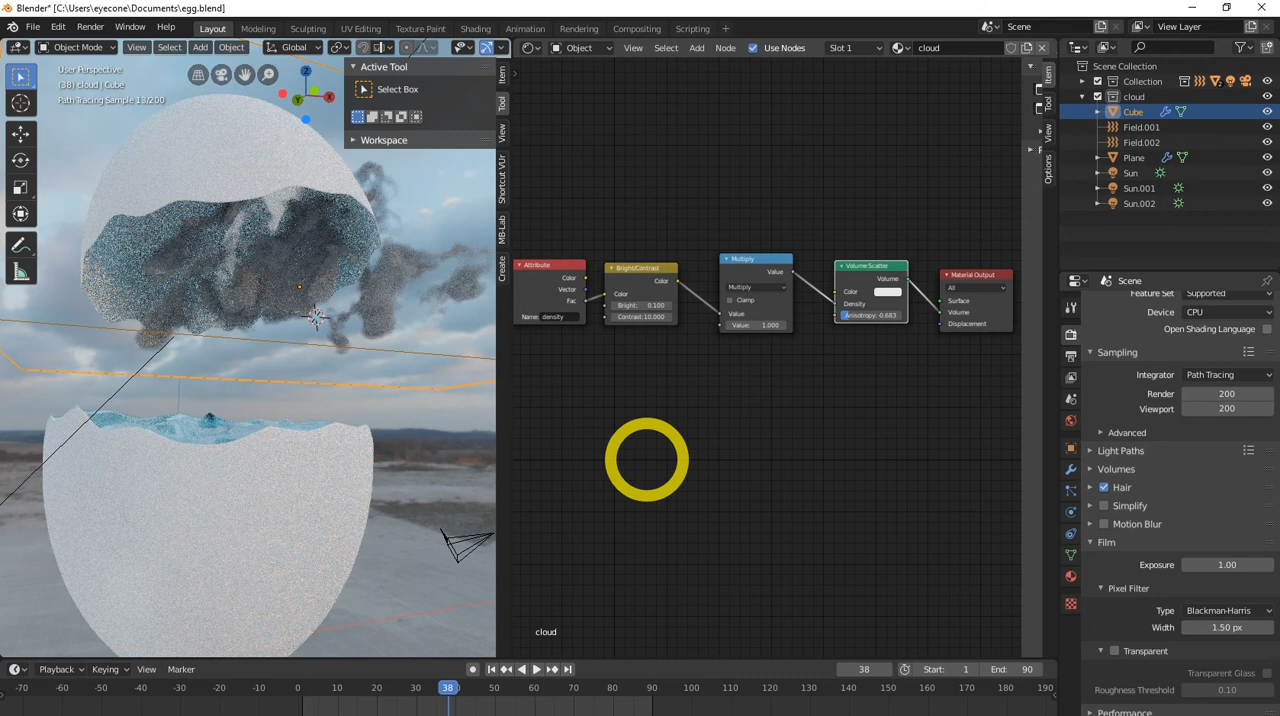 Blender* [C:\Users\eyecone\Documents\egg.blend]
File Edit Render Window Help Layout Modeling Sculpting UV Editing Texture Paint Shading Animation Rendering Compositing Scripting Scene View Layer
Object Mode View Select Add Object Global Object View Select Add Node Use Nodes Slot 1 cloud
User Perspective
(38) cloud | Cube
Path Tracing Sample 13/200
Z
Y
X
Active Tool
Select Box
Workspace
Item
Tool
View
Shortcut VUr
MB-Lab
Create
Attribute
Color
Vector
Fac
Name: density
Bright/Contrast
Color
Color
Bright: 0.100
Contrast:10.000
Multiply
Value
Multiply
Clamp
Value
Value: 1.000
Volume Scatter
Volume
Color
Density
Anisotropy -0.683
Material Output
All
Surface
Volume
Displacement
cloud
Item
Tool
View
Options
Scene Collection
Collection
cloud
Cube
Field.001
Field.002
Plane
Sun
Sun.001
Sun.002
Scene
Feature Set Supported
Device CPU
Open Shading Language
Sampling
Integrator Path Tracing
Render 200
Viewport 200
Advanced
Light Paths
Volumes
Hair
Simplify
Motion Blur
Film
Exposure 1.00
Pixel Filter
Type Blackman-Harris
Width 1.50 px
Transparent
Transparent Glass
Roughness Threshold 0.10
Performance
Playback Keying View Marker 38 Start: 1 End: 90
-70 -60 -50 -40 -30 -20 -10 0 10 20 30 38 50 60 70 80 90 100 110 120 130 140 150 160 170 180 190